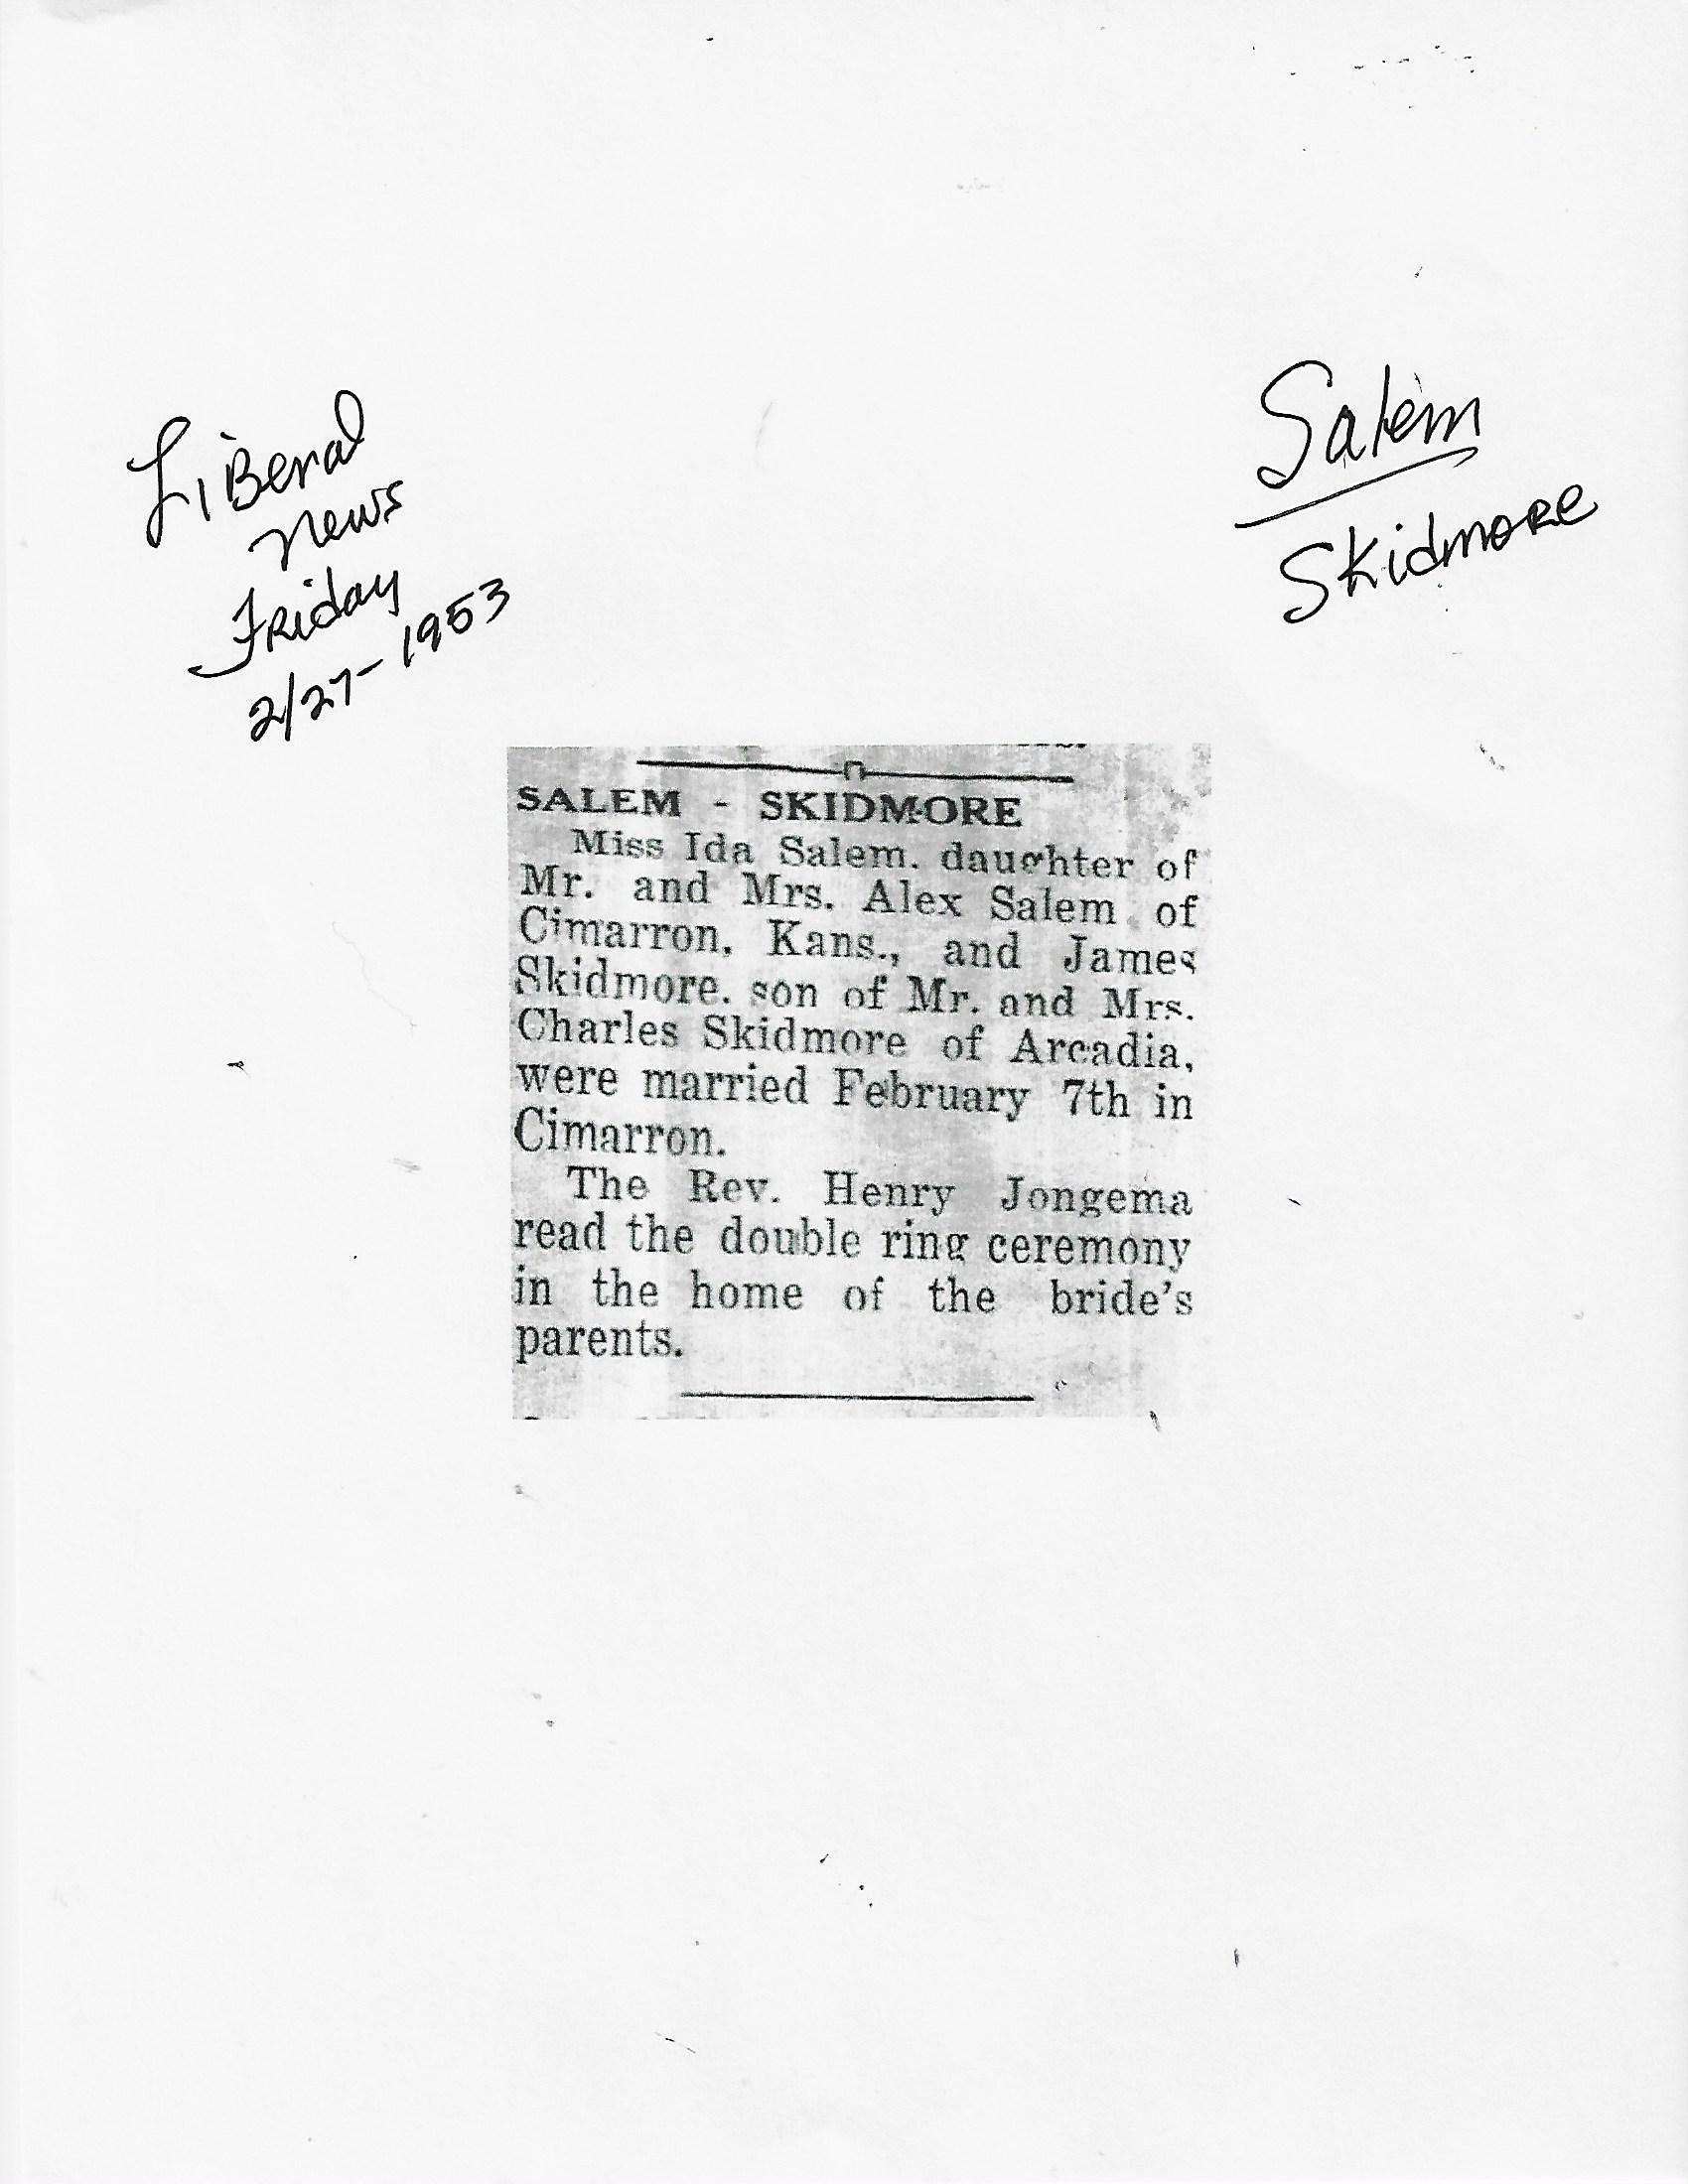 Liberal
News
Friday
2/27-1953
Salem
Skidmore
SALEM - SKIDMORE
Miss Ida Salem. daughter of
Mr. and Mrs. Alex Salem of
Cimarron. Kans., and James
Skidmore. son of Mr. and Mrs.
Charles Skidmore of Arcadia,
were married February 7th in
Cimarron.
The Rev. Henry Jongema
read the double ring ceremony
in the home of the bride's
parents.